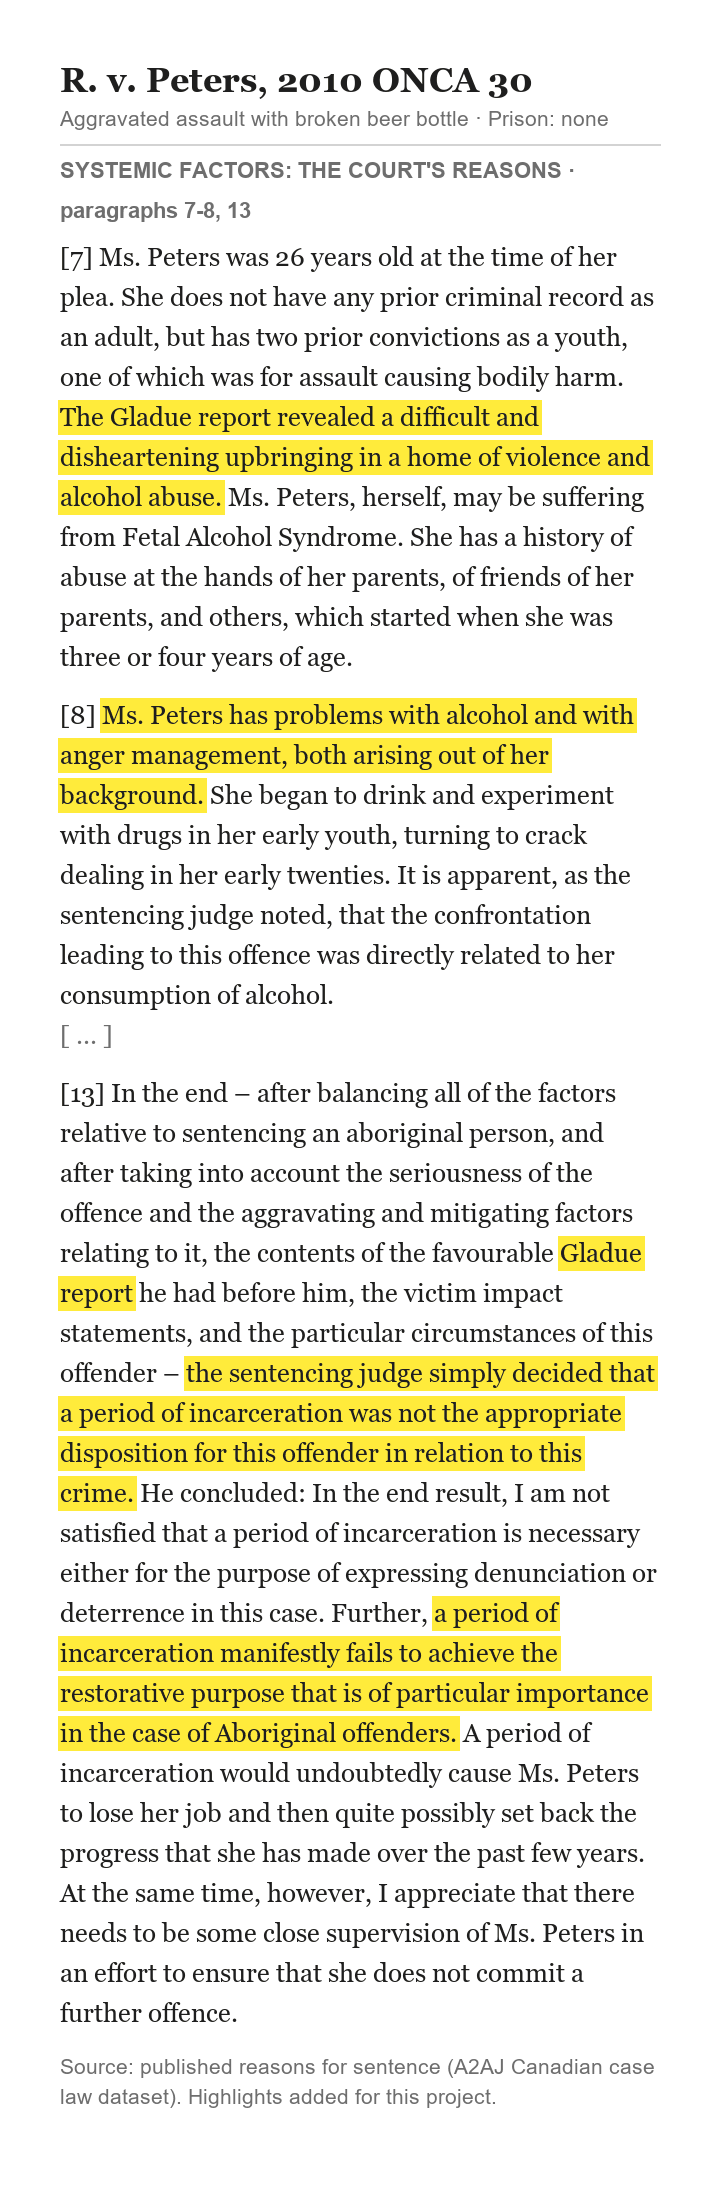 R. v. Peters, 2010 ONCA 30
Aggravated assault with broken beer bottle · Prison: none
SYSTEMIC FACTORS: THE COURT'S REASONS ·
paragraphs 7-8, 13
[7] Ms. Peters was 26 years old at the time of her
plea. She does not have any prior criminal record as
an adult, but has two prior convictions as a youth,
one of which was for assault causing bodily harm.
The Gladue report revealed a difficult and
disheartening upbringing in a home of violence and
alcohol abuse. Ms. Peters, herself, may be suffering
from Fetal Alcohol Syndrome. She has a history of
abuse at the hands of her parents, of friends of her
parents, and others, which started when she was
three or four years of age.
[8] Ms. Peters has problems with alcohol and with
anger management, both arising out of her
background. She began to drink and experiment
with drugs in her early youth, turning to crack
dealing in her early twenties. It is apparent, as the
sentencing judge noted, that the confrontation
leading to this offence was directly related to her
consumption of alcohol.
[ ... ]
[13] In the end – after balancing all of the factors
relative to sentencing an aboriginal person, and
after taking into account the seriousness of the
offence and the aggravating and mitigating factors
relating to it, the contents of the favourable Gladue
report he had before him, the victim impact
statements, and the particular circumstances of this
offender – the sentencing judge simply decided that
a period of incarceration was not the appropriate
disposition for this offender in relation to this
crime. He concluded: In the end result, I am not
satisfied that a period of incarceration is necessary
either for the purpose of expressing denunciation or
deterrence in this case. Further, a period of
incarceration manifestly fails to achieve the
restorative purpose that is of particular importance
in the case of Aboriginal offenders. A period of
incarceration would undoubtedly cause Ms. Peters
to lose her job and then quite possibly set back the
progress that she has made over the past few years.
At the same time, however, I appreciate that there
needs to be some close supervision of Ms. Peters in
an effort to ensure that she does not commit a
further offence.
Source: published reasons for sentence (A2AJ Canadian case
law dataset). Highlights added for this project.